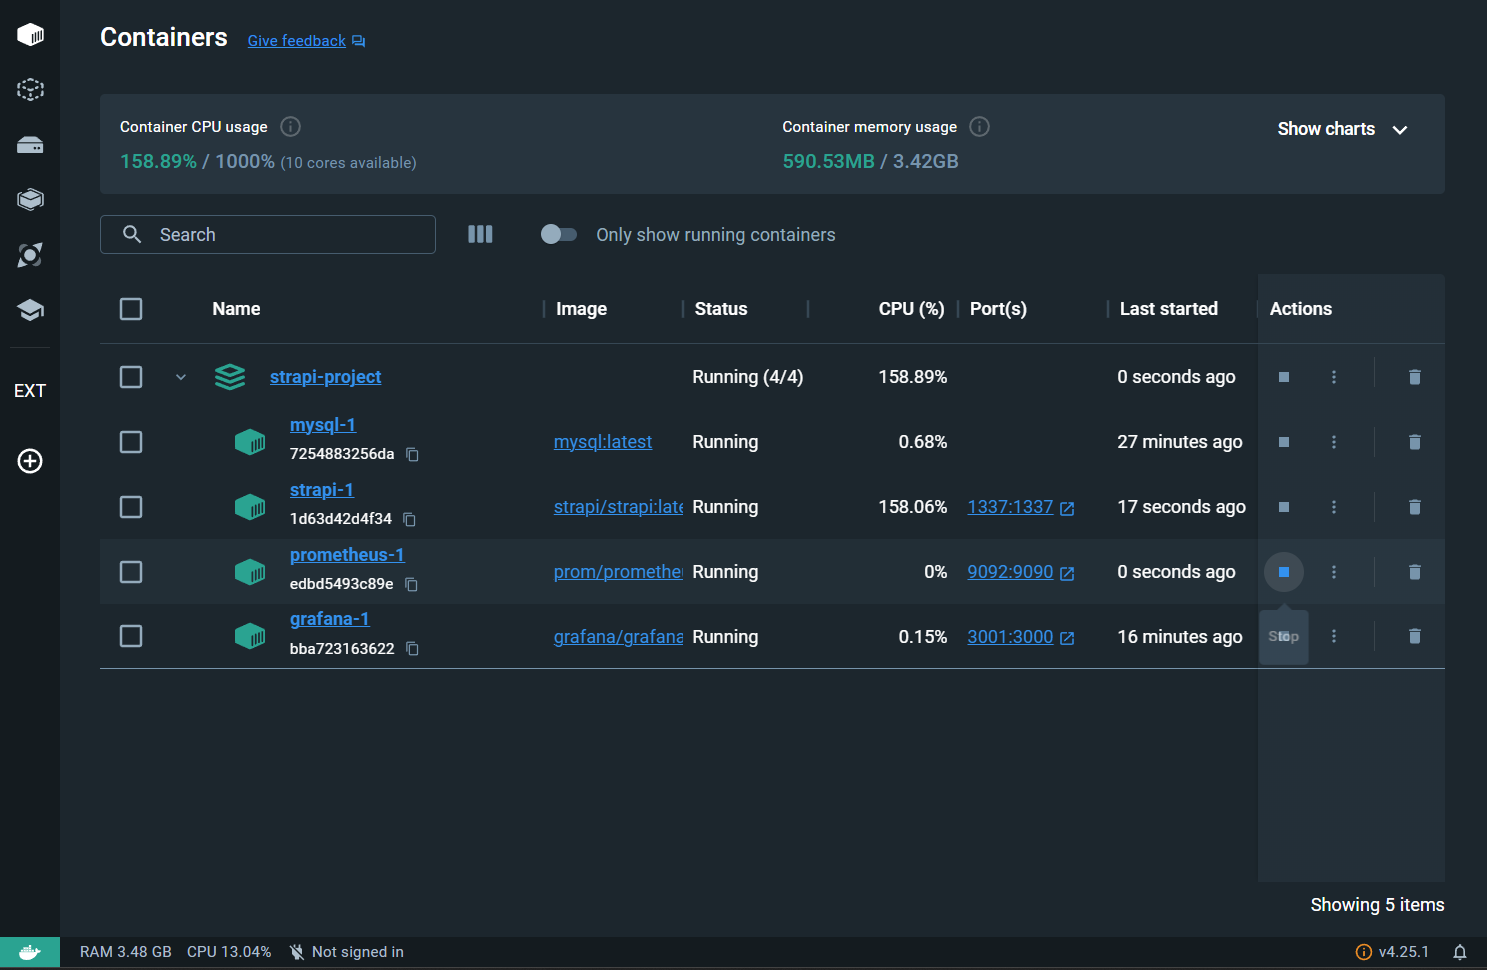 Containers Give feedback
Container CPU usage
158.89% / 1000% (10 cores available)
Container memory usage
590.53MB / 3.42GB
Show charts
Search
Only show running containers
Name Image Status CPU (%) Port(s) Last started Actions
strapi-project Running (4/4) 158.89% 0 seconds ago
mysql-1
7254883256da
mysql:latest Running 0.68% 27 minutes ago
strapi-1
1d63d42d4f34
strapi/strapi:late Running 158.06% 1337:1337 17 seconds ago
prometheus-1
edbd5493c89e
prom/promethe Running 0% 9092:9090 0 seconds ago
grafana-1
bba723163622
grafana/grafana Running 0.15% 3001:3000 16 minutes ago
Stop
EXT
Showing 5 items
RAM 3.48 GB CPU 13.04% Not signed in
v4.25.1